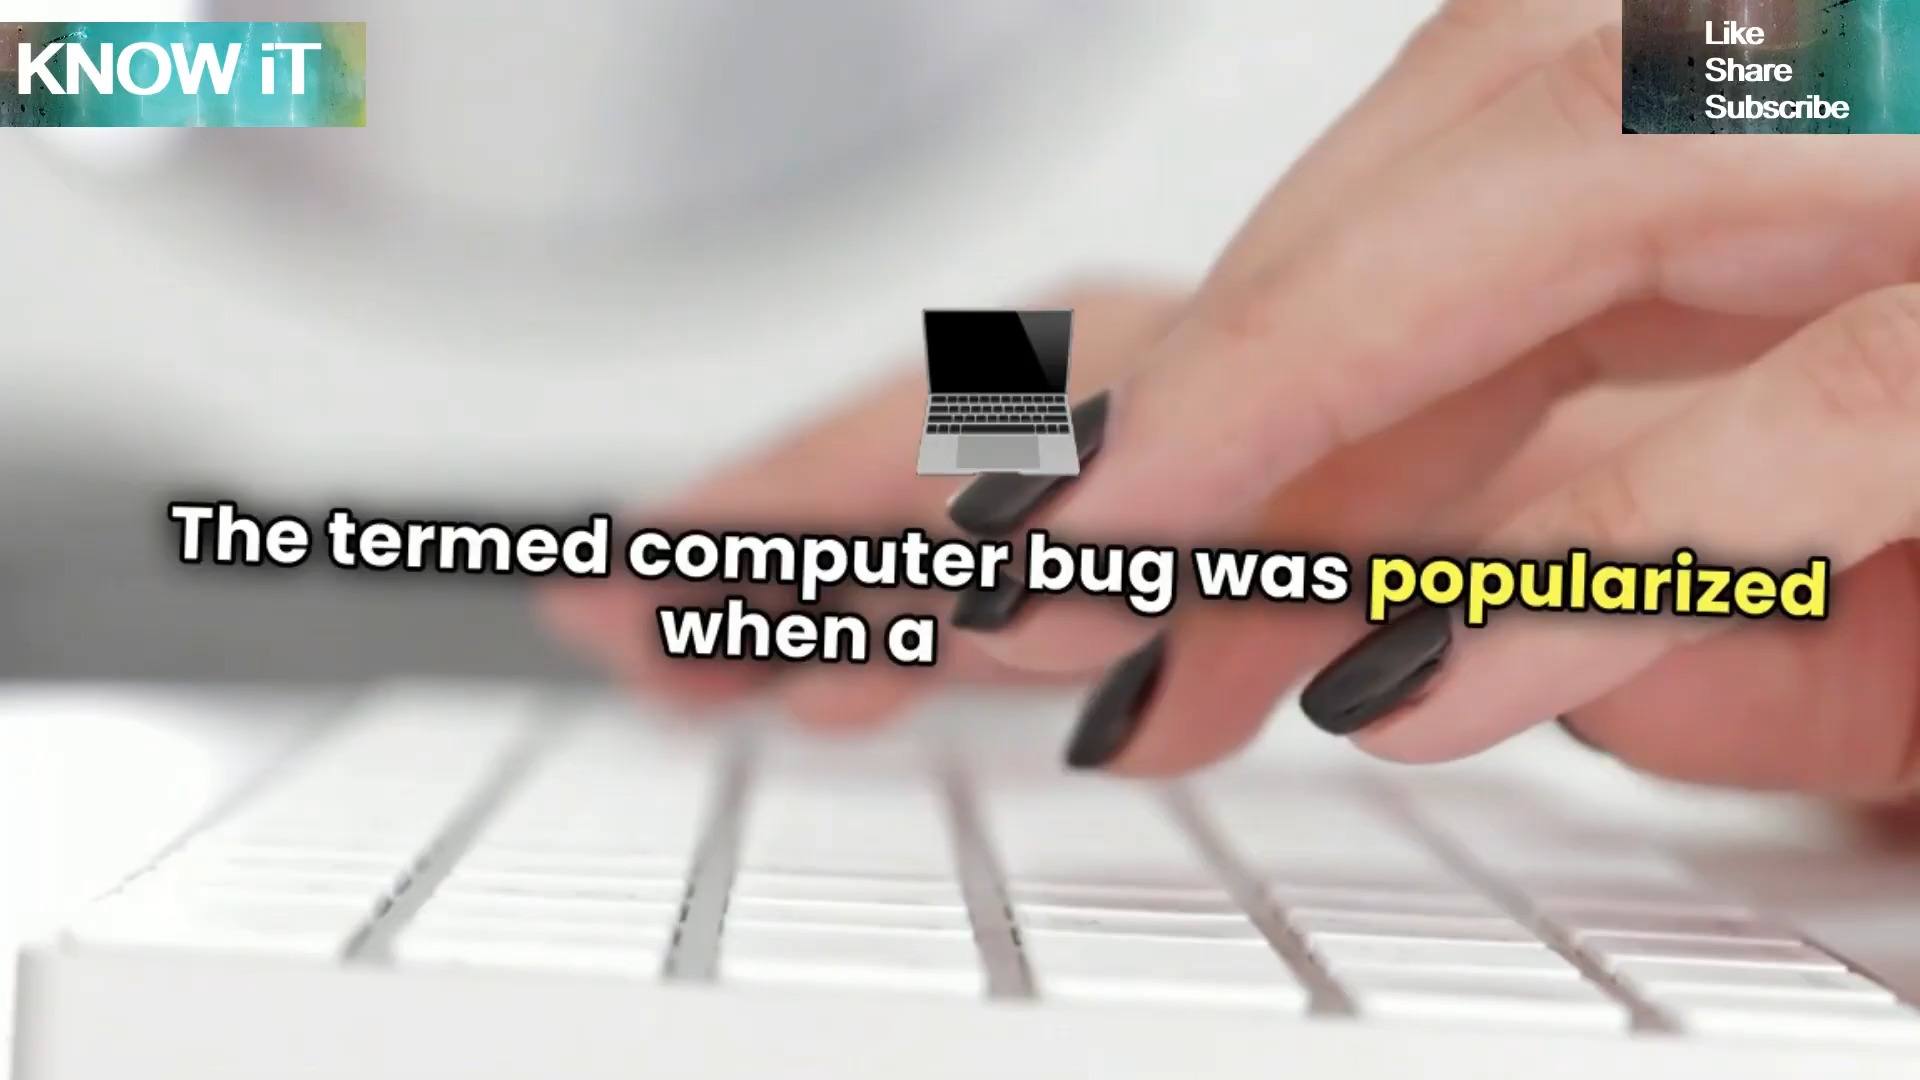 KNOW iT
Like
Share
Subscribe
The termed computer bug was popularized
when a